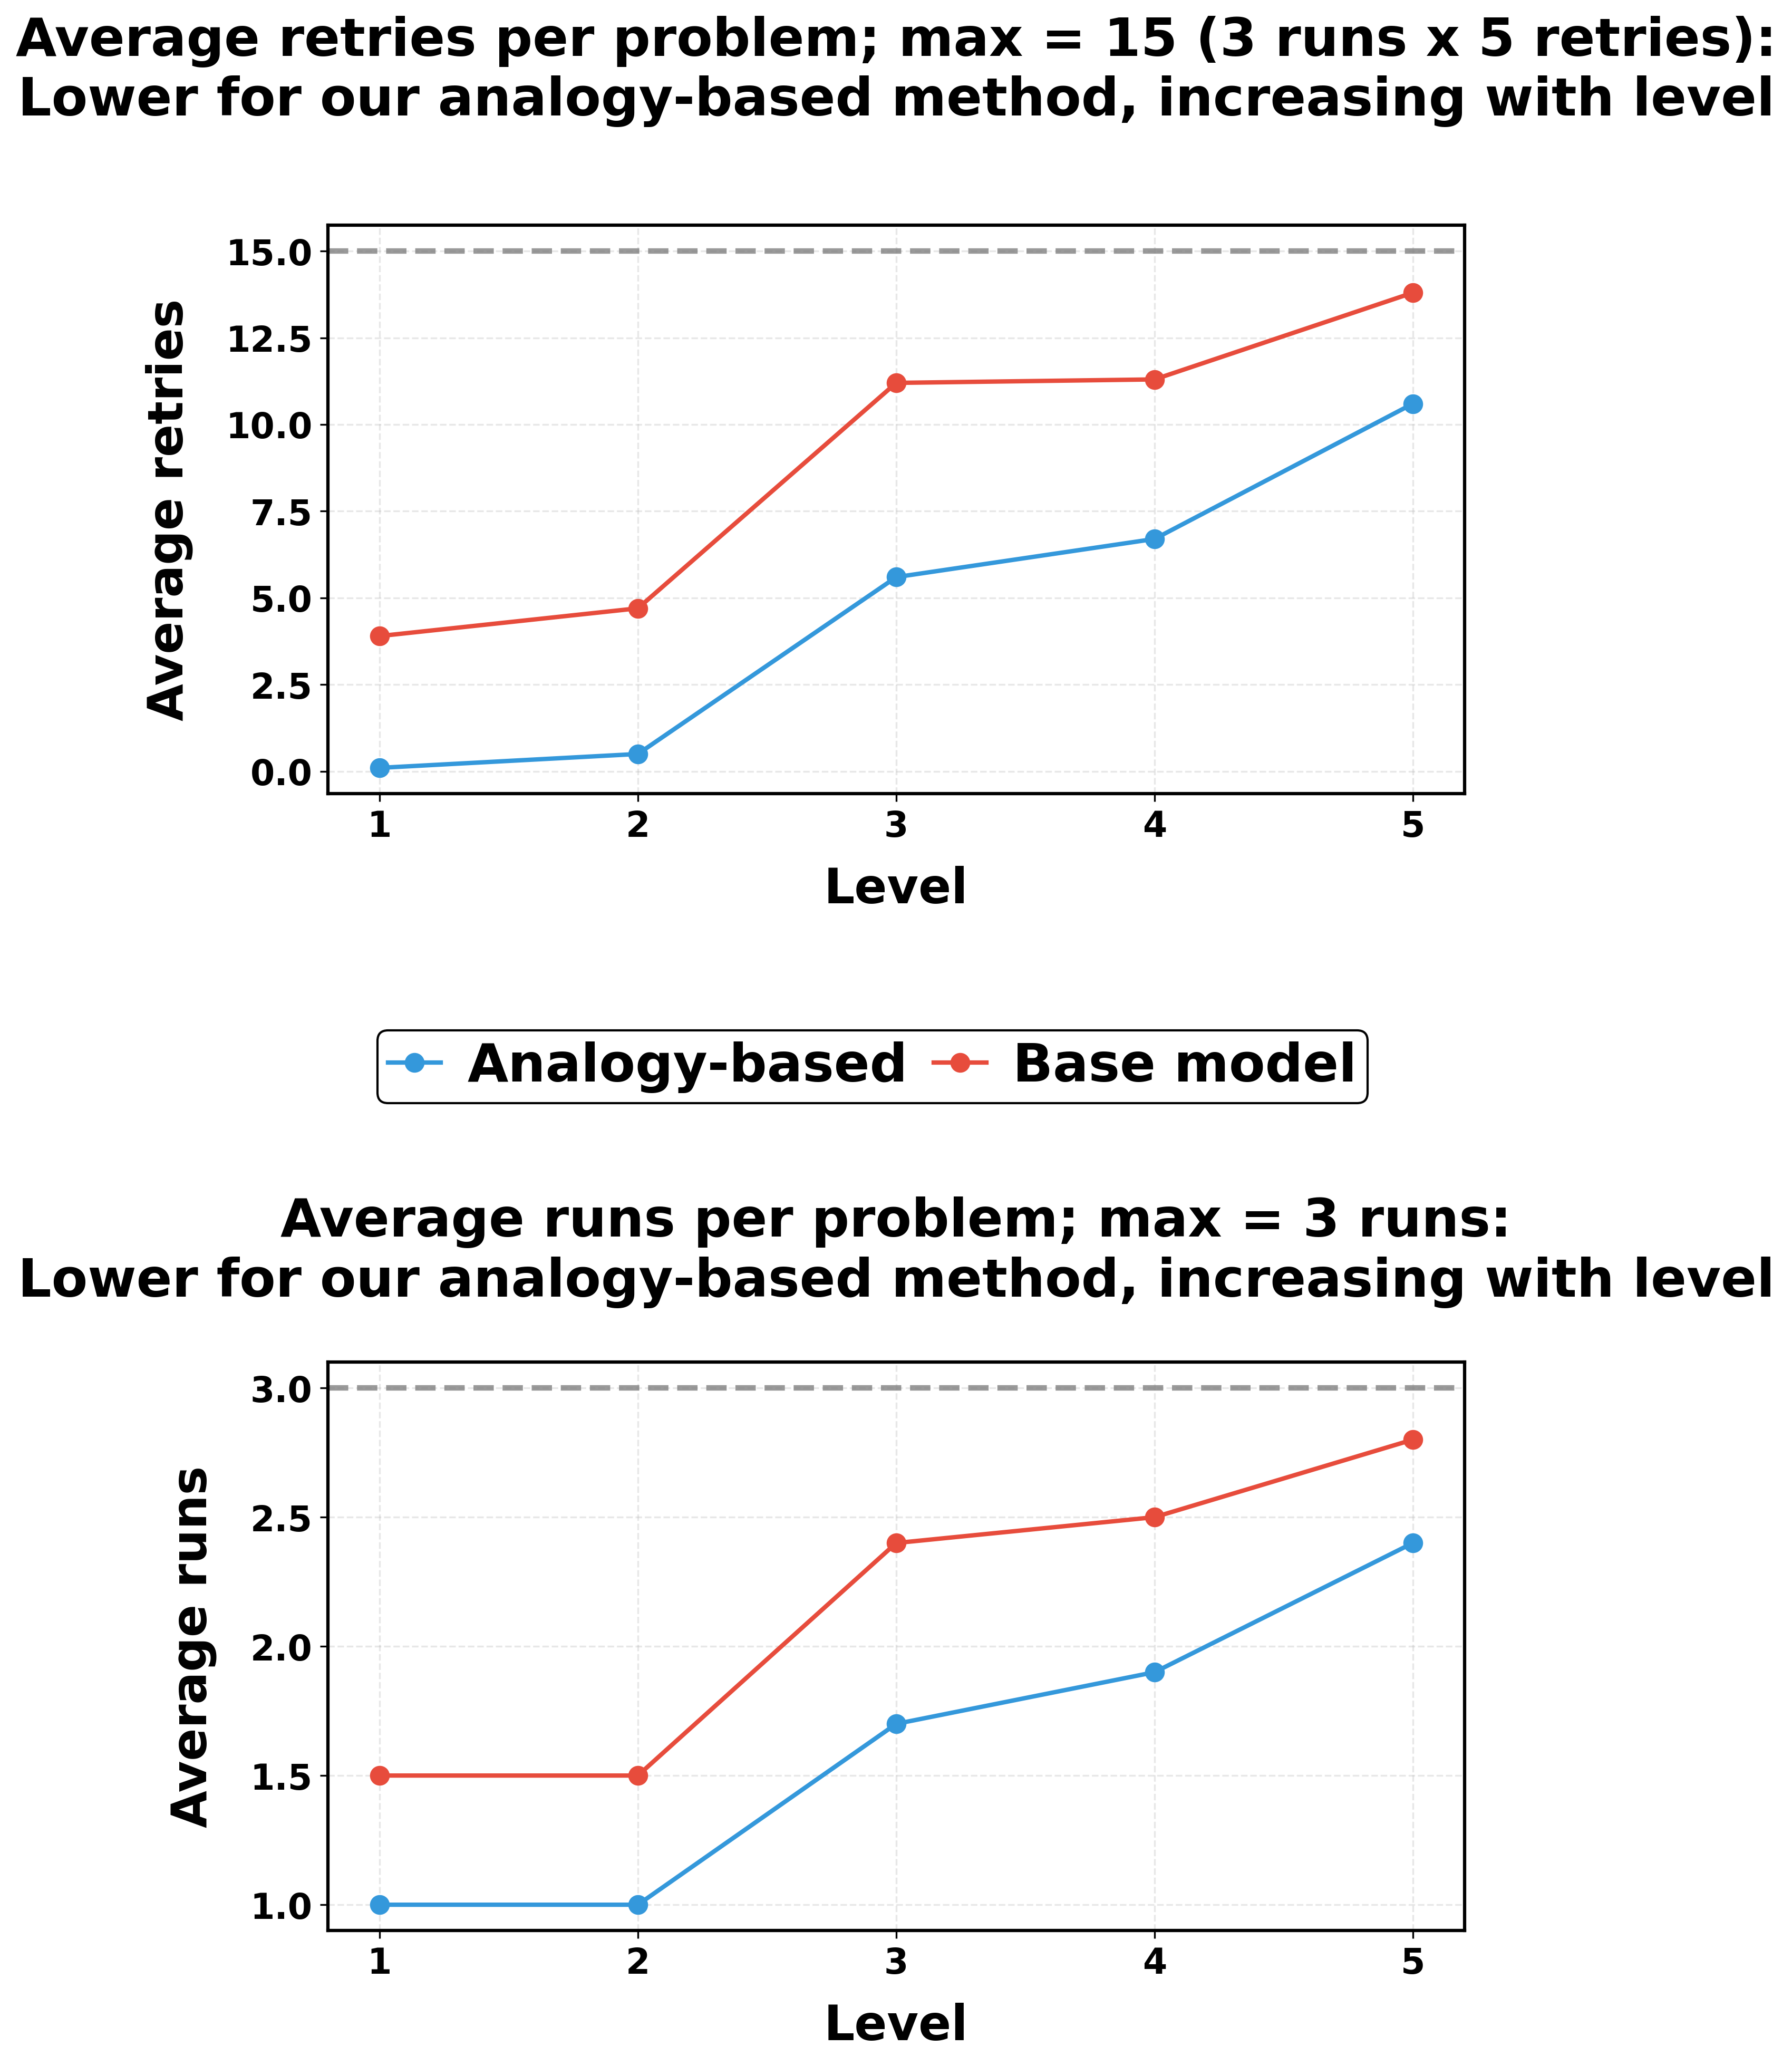 Average retries per problem; max = 15 (3 runs x 5 retries):
Lower for our analogy-based method, increasing with level
Average retries
15.0
12.5
10.0
7.5
5.0
2.5
0.0
1 2 3 4 5
Level
Analogy-based Base model
Average runs per problem; max = 3 runs:
Lower for our analogy-based method, increasing with level
Average runs
3.0
2.5
2.0
1.5
1.0
1 2 3 4 5
Level